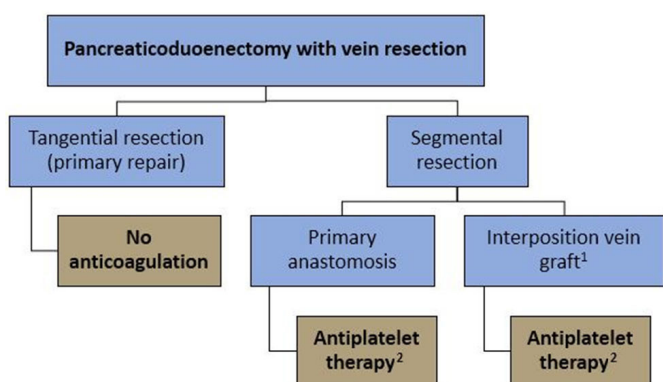 Pancreaticoduoenectomy with vein resection
Tangential resection
(primary repair)
Segmental
resection
No
anticoagulation
Primary
anastomosis
Interposition vein
graft¹
Antiplatelet
therapy²
Antiplatelet
therapy²